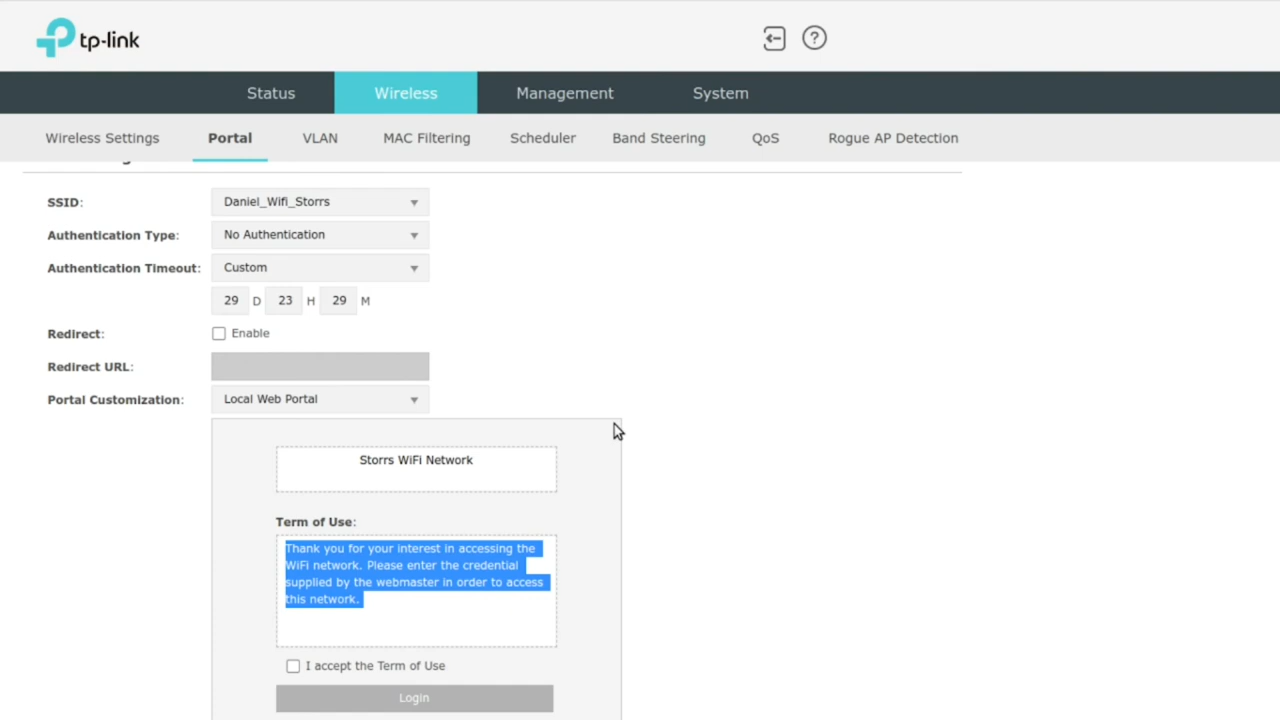 tp-link
Status Wireless Management System
Wireless Settings Portal VLAN MAC Filtering Scheduler Band Steering QoS Rogue AP Detection
SSID: Daniel_Wifi_Storrs
Authentication Type: No Authentication
Authentication Timeout: Custom
29 D 23 H 29 M
Redirect: Enable
Redirect URL:
Portal Customization: Local Web Portal
Storrs WiFi Network
Term of Use:
Thank you for your interest in accessing the
WiFi network. Please enter the credential
supplied by the webmaster in order to access
this network.
I accept the Term of Use
Login